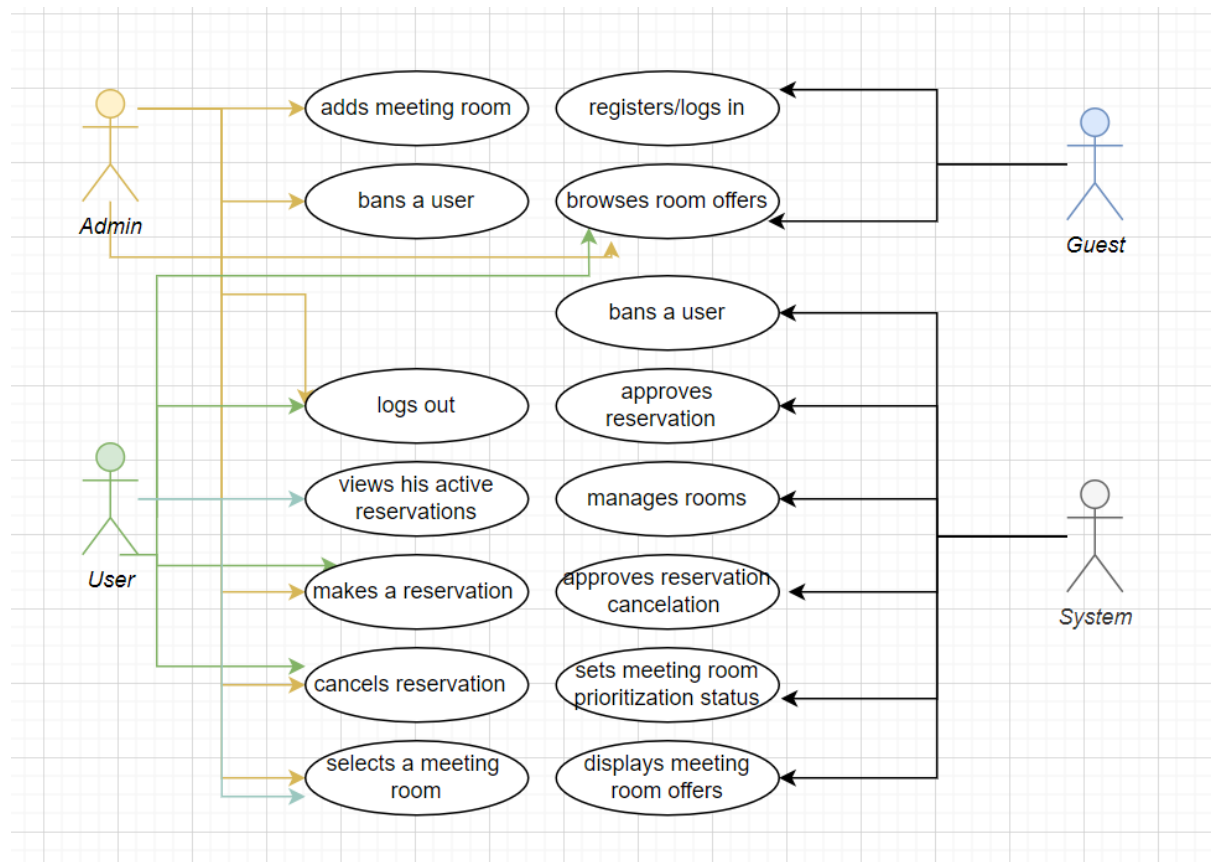 adds meeting room
registers/logs in
bans a user
browses room offers
Admin
Guest
bans a user
logs out
approves
reservation
views his active
reservations
manages rooms
User
makes a reservation
approves reservation
cancelation
System
cancels reservation
sets meeting room
prioritization status
selects a meeting
room
displays meeting
room offers